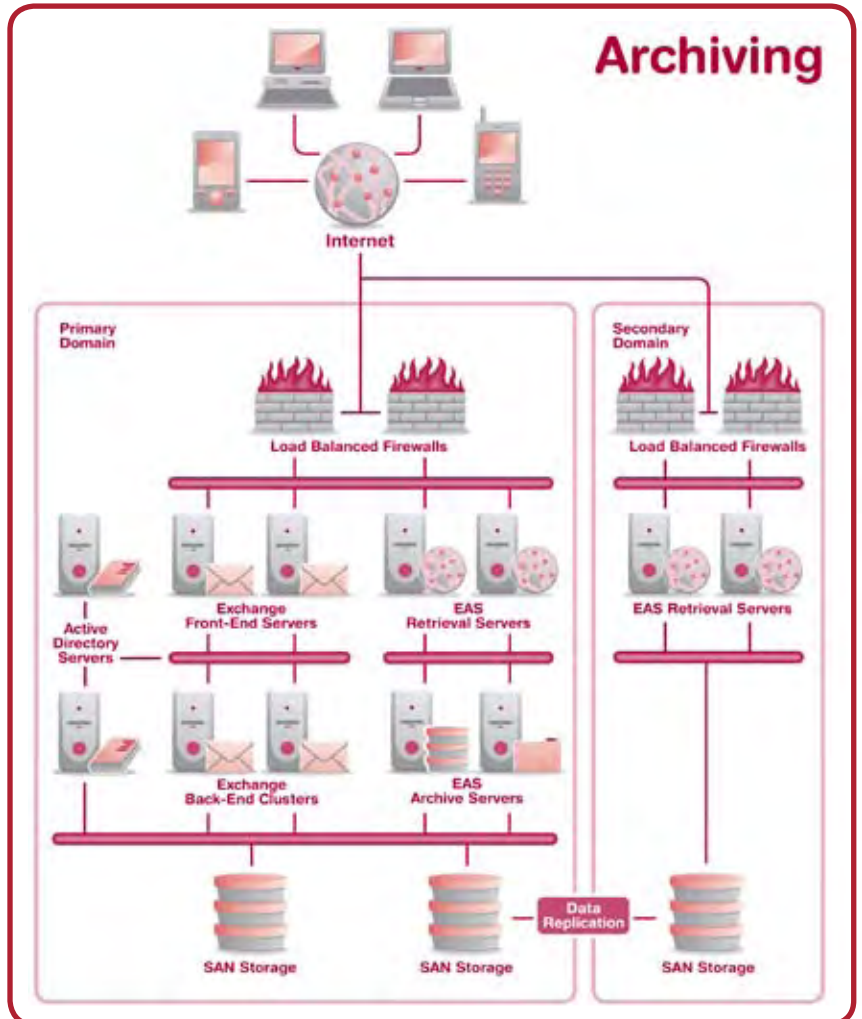 Archiving
Internet
Primary
Domain
Secondary
Domain
Load Balanced Firewalls
Load Balanced Firewalls
Exchange
Front-End Servers
EAS
Retrieval Servers
EAS Retrieval Servers
Active
Directory
Servers
Exchange
Back-End Clusters
EAS
Archive Servers
Data
Replication
SAN Storage
SAN Storage
SAN Storage